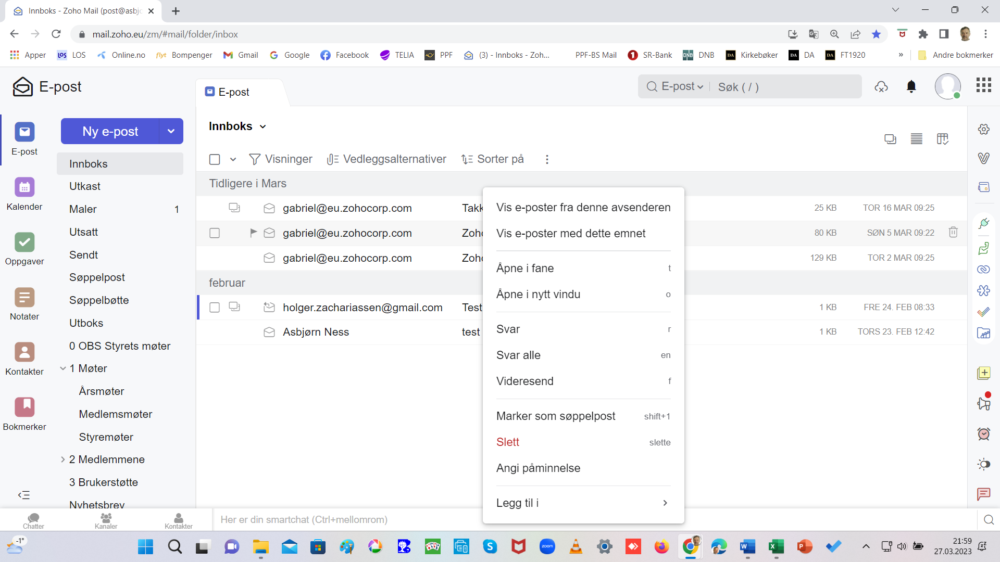 Innboks - Zoho Mail (post@asbjo
mail.zoho.eu/zm/#mail/folder/inbox
Apper LOS LOS Online.no flyt Bompenger Gmail Google Facebook TELIA PPF (3) - Innboks - Zoh... PPF-BS Mail SR-Bank DNB DNB DA Kirkebøker DA DA DA FT1920 » Andre bokmerker
E-post
E-post
E-post Søk ( / )
Ny e-post
E-post
Kalender
Oppgaver
Notater
Kontakter
Bokmerker
Innboks
Utkast
Maler 1
Utsatt
Sendt
Søppelpost
Søppelbøtte
Utboks
0 OBS Styrets møter
1 Møter
Årsmøter
Medlemsmøter
Styremøter
2 Medlemmene
3 Brukerstøtte
Nyhetsbrev
Innboks
Visninger Vedleggsalternativer Sorter på
Tidligere i Mars
gabriel@eu.zohocorp.com Takk 25 KB TOR 16 MAR 09:25
gabriel@eu.zohocorp.com Zoho 80 KB SØN 5 MAR 09:22
gabriel@eu.zohocorp.com Zoho 129 KB TOR 2 MAR 09:25
februar
holger.zachariassen@gmail.com Test 1 KB FRE 24. FEB 08:33
Asbjørn Ness test 1 KB TORS 23. FEB 12:42
Vis e-poster fra denne avsenderen
Vis e-poster med dette emnet
Åpne i fane t
Åpne i nytt vindu o
Svar r
Svar alle en
Videresend f
Marker som søppelpost shift+1
Slett slette
Angi påminnelse
Legg til i
Chatter Kanaler Kontakter
Her er din smartchat (Ctrl+mellomrom)
-1°
zoom
21:59
27.03.2023